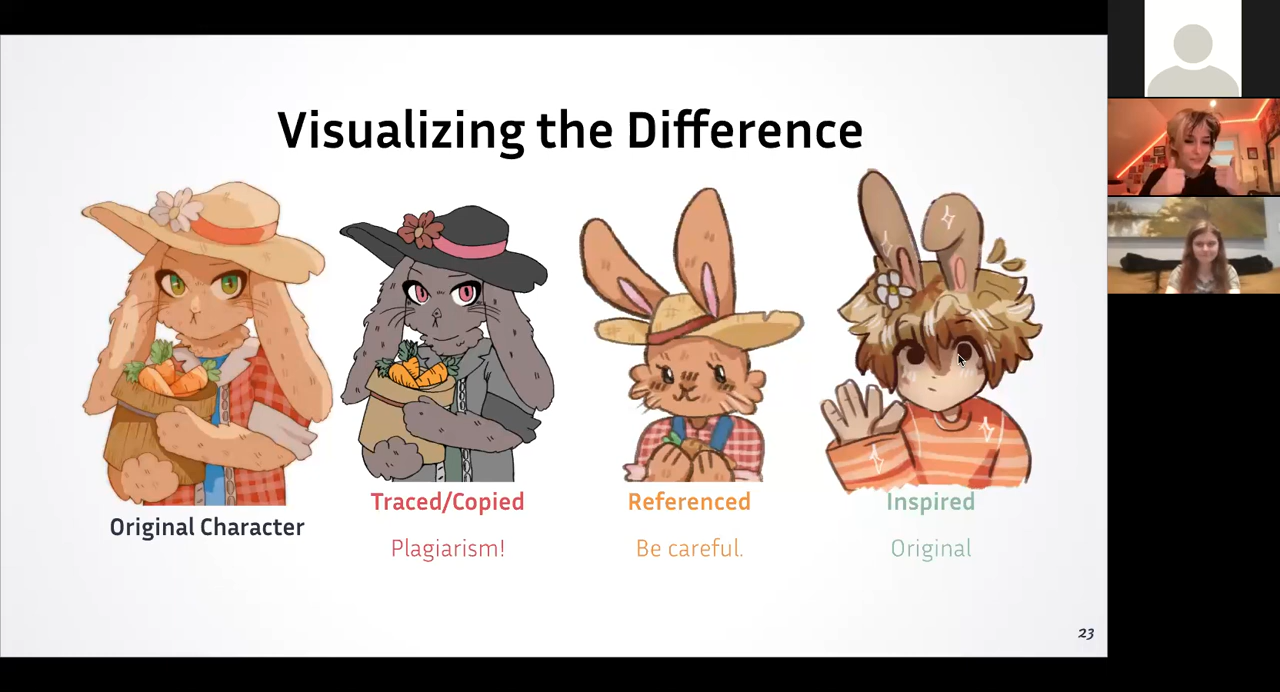 Visualizing the Difference
Original Character
Traced/Copied
Plagiarism!
Referenced
Be careful.
Inspired
Original
23